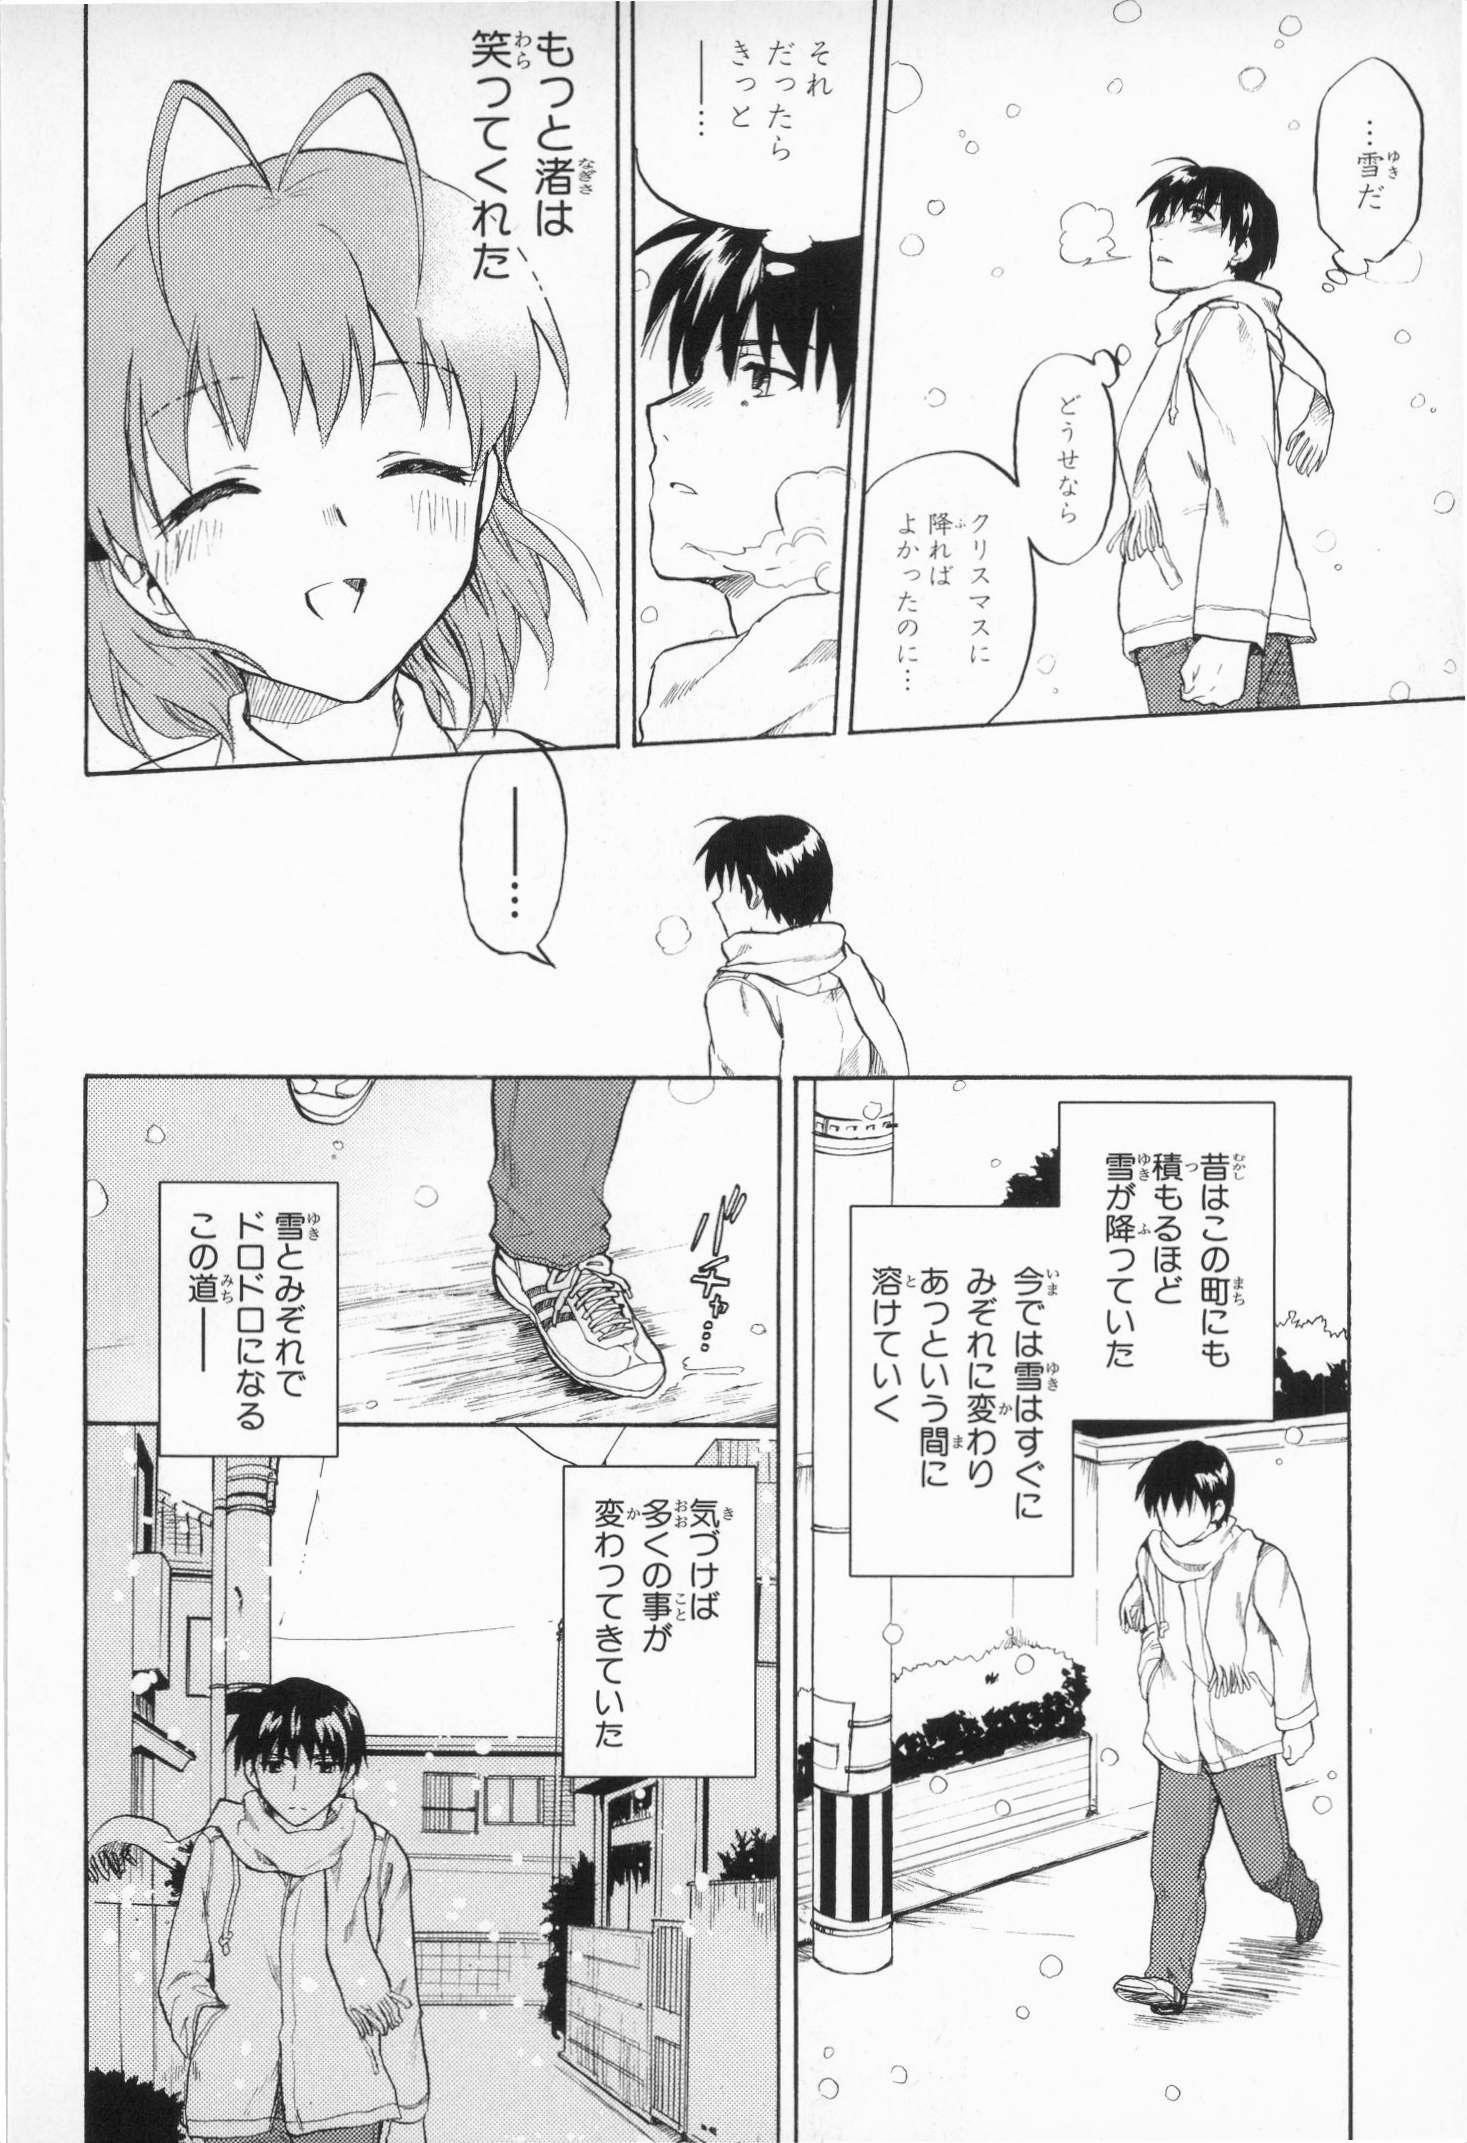 …雪だ
どうせなら
クリスマスに
降れば
よかったのに…
それ
だったら
きっと
――…
もっと渚は
笑ってくれた
――…
昔はこの町にも
積もるほど
雪が降っていた
今では雪はすぐに
みぞれに変わり
あっという間に
溶けていく
バチャ…
雪とみぞれで
ドロドロになる
この道――
気づけば
多くの事が
変わってきていた